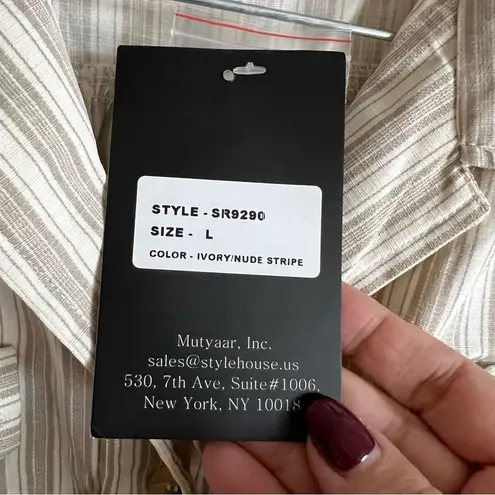 STYLE - SR9290
SIZE - L
COLOR - IVORY/NUDE STRIPE
Mutyaar, Inc.
sales@stylehouse.us
530, 7th Ave, Suite#1006,
New York, NY 10018